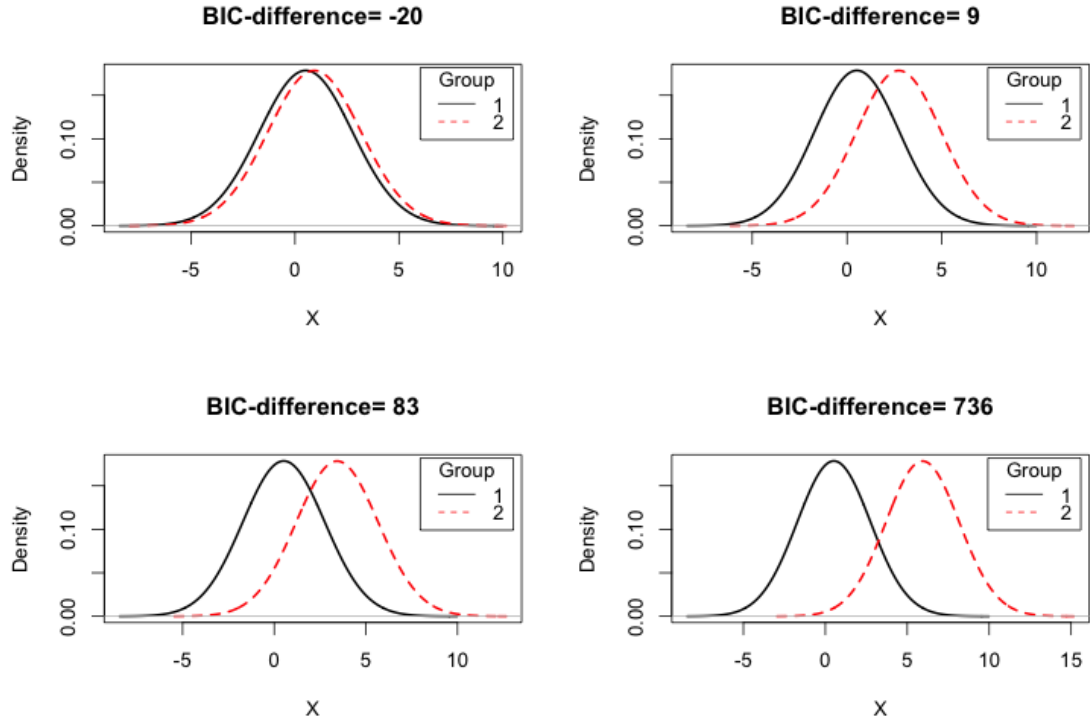 BIC-difference= -20
Density
0.00
0.10
Group
1
2
-5
0
5
10
X
BIC-difference= 9
Density
0.00
0.10
Group
1
2
-5
0
5
10
X
BIC-difference= 83
Density
0.00
0.10
Group
1
2
-5
0
5
10
X
BIC-difference= 736
Density
0.00
0.10
Group
1
2
-5
0
5
10
15
X